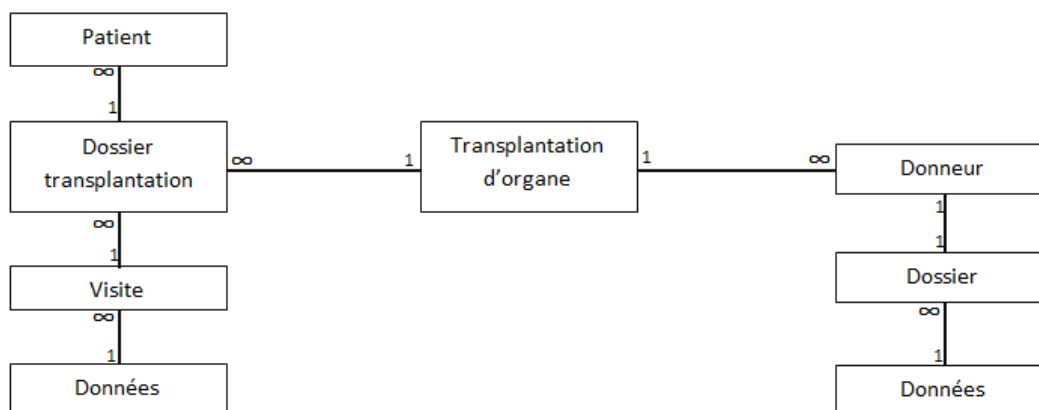 Patient
∞
1
Dossier
transplantation
∞
1
Transplantation
d'organe
1
∞
Donneur
∞
1
Visite
∞
1
Données
1
1
Dossier
∞
1
Données